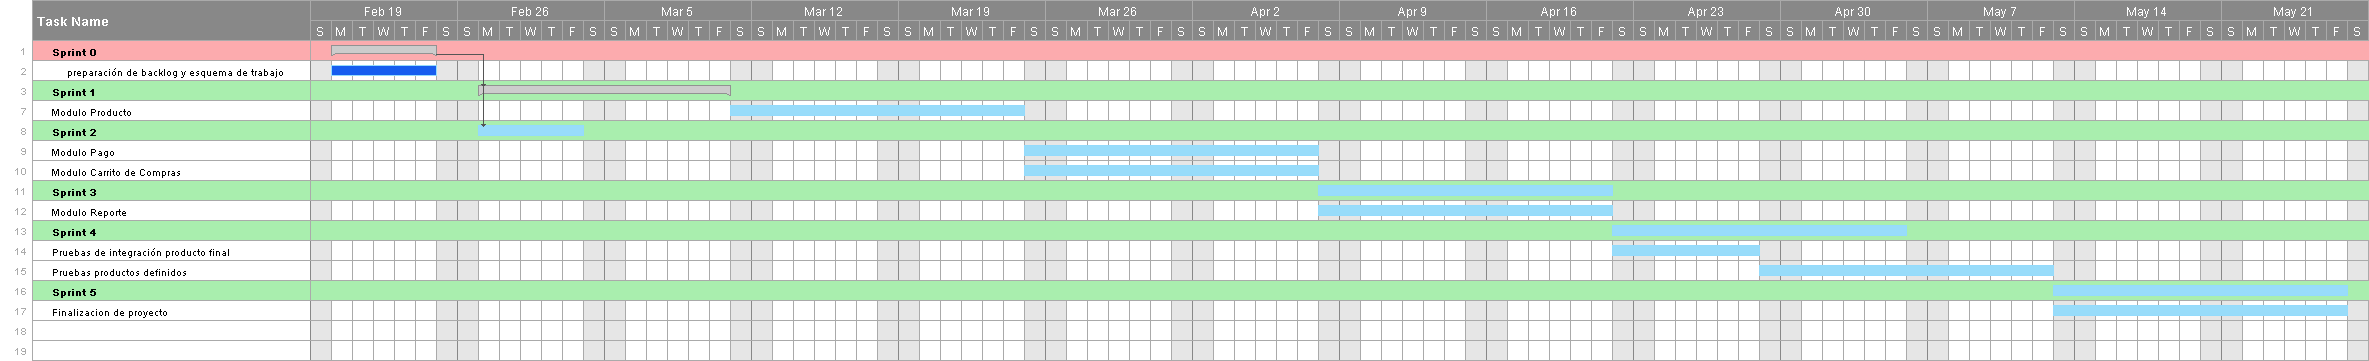 Task Name
Feb 19 Feb 26 Mar 5 Mar 12 Mar 19 Mar 26 Apr 2 Apr 9 Apr 16 Apr 23 Apr 30 May 7 May 14 May 21
S M T W T F S S M T W T F S S M T W T F S S M T W T F S S M T W T F S S M T W T F S S M T W T F S S M T W T F S S M T W T F S S M T W T F S S M T W T F S S M T W T F S S M T W T F S S M T W T F S
1 Sprint 0
2 preparación de backlog y esquema de trabajo
3 Sprint 1
7 Modulo Producto
8 Sprint 2
9 Modulo Pago
10 Modulo Carrito de Compras
11 Sprint 3
12 Modulo Reporte
13 Sprint 4
14 Pruebas de integración producto final
15 Pruebas productos definidos
16 Sprint 5
17 Finalizacion de proyecto
18
19